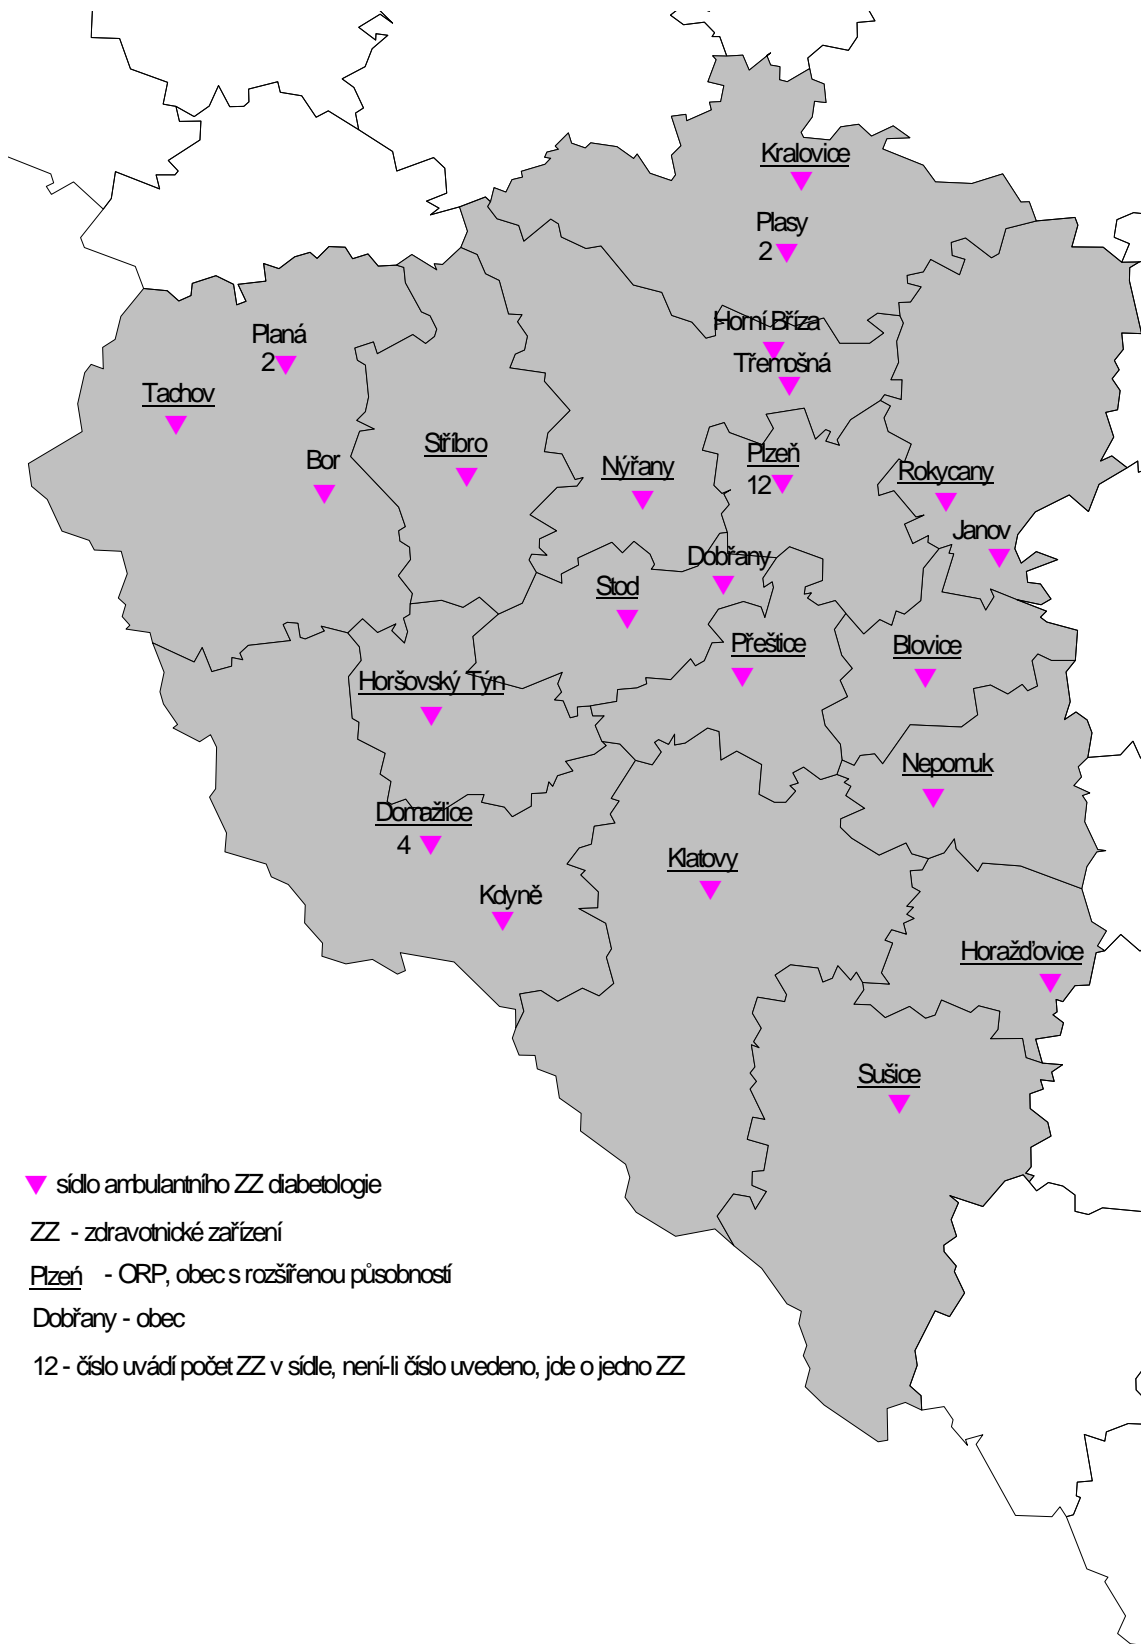 Kralovice
Plasy
2
Horní Bříza
Třemošná
Planá
2
Tachov
Bor
Stříbro
Nýřany
Plzeň
12
Rokycany
Janov
Dobřany
Stod
Přeštice
Blovice
Horšovský Týn
Nepomuk
Domažlice
4
Klatovy
Kdyně
Horažďovice
Sušice
sídlo ambulantního ZZ diabetologie
ZZ - zdravotnické zařízení
Plzeń - ORP, obec s rozšířenou působností
Dobřany - obec
12 - číslo uvádí počet ZZ v sídle, není-li číslo uvedeno, jde o jedno ZZ